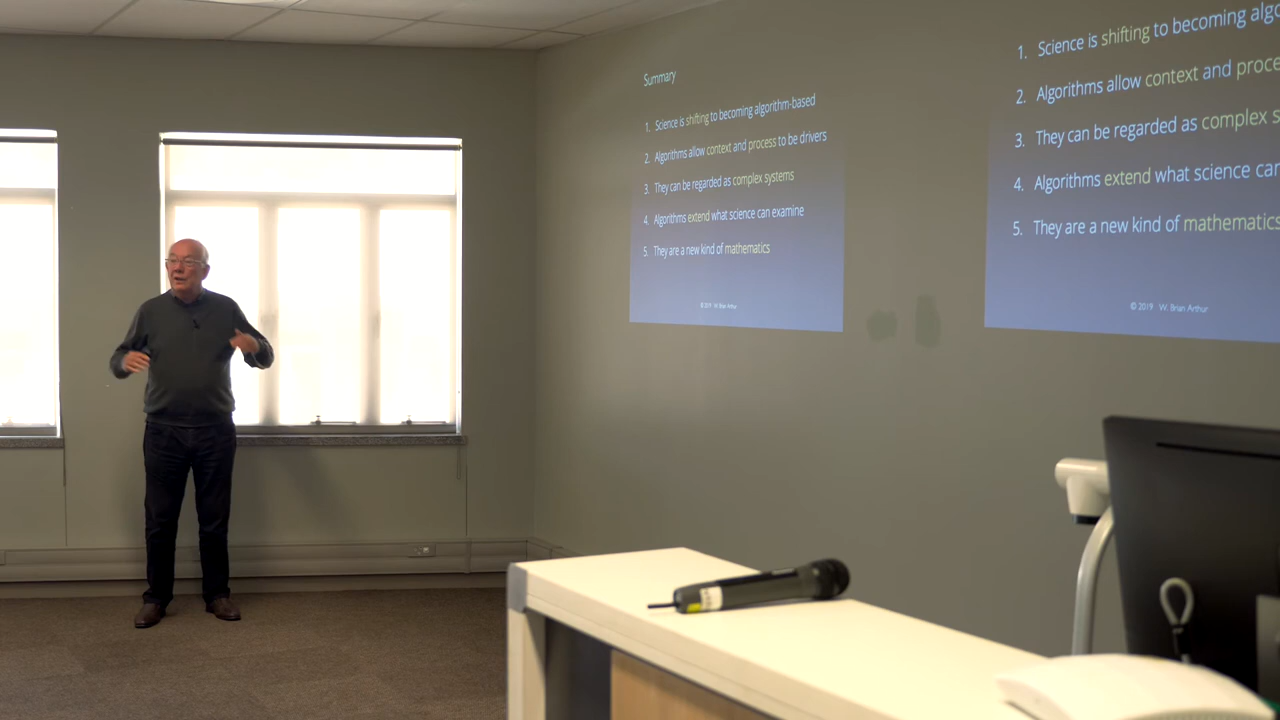 Summary
1. Science is shifting to becoming algorithm-based
2. Algorithms allow context and process to be drivers
3. They can be regarded as complex systems
4. Algorithms extend what science can examine
5. They are a new kind of mathematics
© 2019 W. Brian Arthur
1. Science is shifting to becoming algo
2. Algorithms allow context and proce
3. They can be regarded as complex s
4. Algorithms extend what science can
5. They are a new kind of mathematics
© 2019 W. Brian Arthur